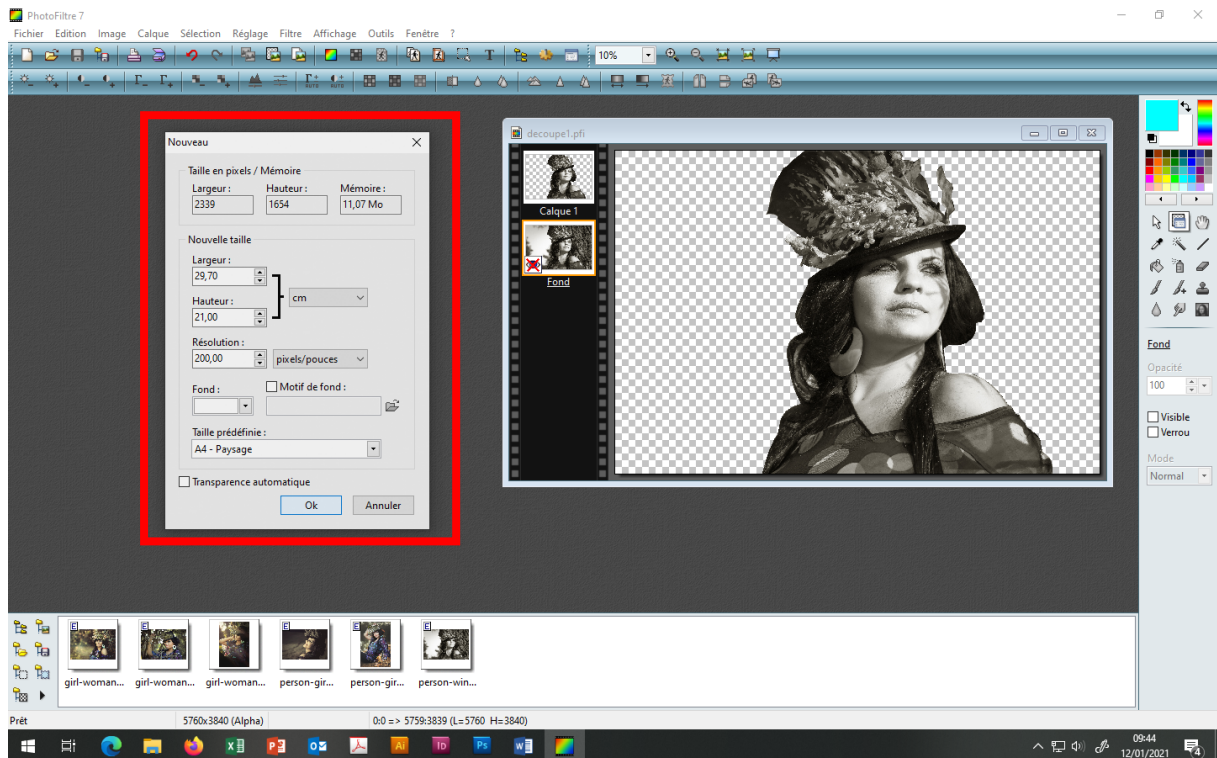 PhotoFiltre 7
Fichier Edition Image Calque Sélection Réglage Filtre Affichage Outils Fenêtre ?
10%
Nouveau
Taille en pixels / Mémoire
Largeur : Hauteur : Mémoire :
2339 1654 11,07 Mo
Nouvelle taille
Largeur :
29,70
cm
Hauteur :
21,00
Résolution :
200,00 pixels/pouces
Fond : Motif de fond :
Taille prédéfinie :
A4 - Paysage
Transparence automatique
Ok Annuler
decoupe1.pfi
Calque 1
Fond
Fond
Opacité
100
Visible
Verrou
Mode
Normal
E E E E E
girl-woman... girl-woman... girl-woman... person-gir... person-gir... person-win...
Prêt 5760x3840 (Alpha) 0:0 => 5759:3839 (L=5760 H=3840)
Ai ID Ps
09:44
12/01/2021
4